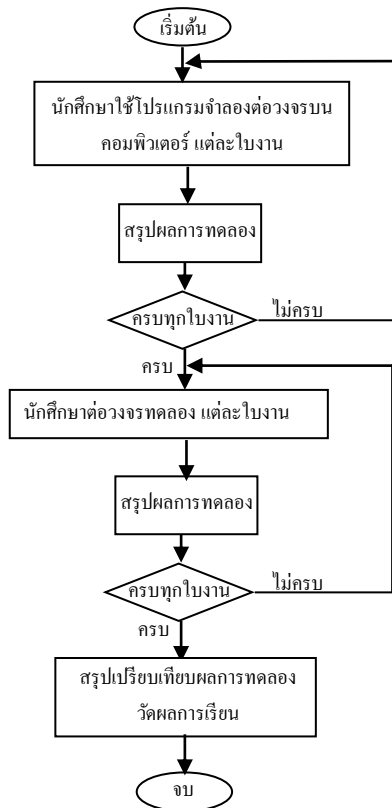 เริ่มต้น
นักศึกษาใช้โปรแกรมจำลองต่อวงจรบน
คอมพิวเตอร์ แต่ละใบงาน
สรุปผลการทดลอง
ครบทุกใบงาน
ไม่ครบ
ครบ
นักศึกษาต่อวงจรทดลอง แต่ละใบงาน
สรุปผลการทดลอง
ครบทุกใบงาน
ไม่ครบ
ครบ
สรุปเปรียบเทียบผลการทดลอง
วัดผลการเรียน
จบ